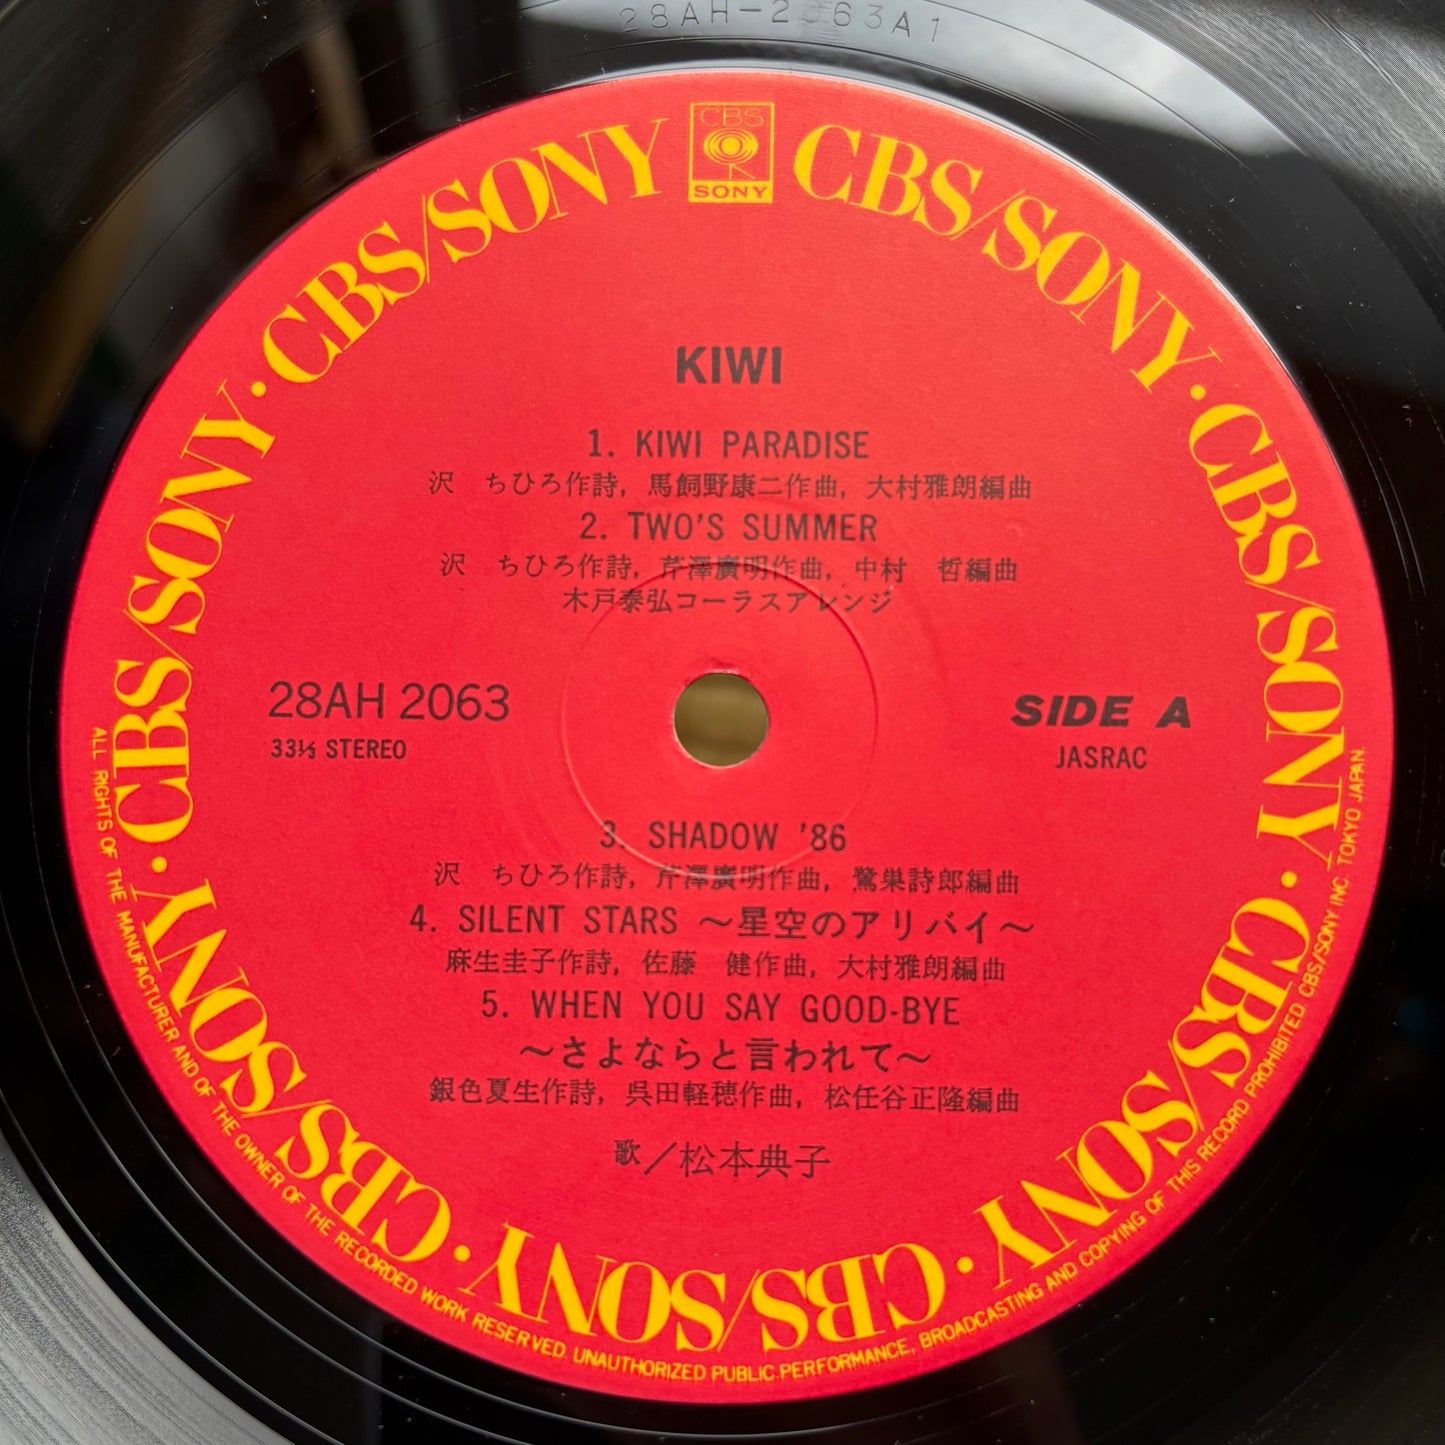 28AH-2063A1
CBS
SONY
CBS/SONY · CBS/SONY · CBS/SONY · CBS/SONY · CBS/SONY · CBS/SONY · CBS/SONY · CBS/SONY
KIWI
1. KIWI PARADISE
沢　ちひろ作詩, 馬飼野康二作曲, 大村雅朗編曲
2. TWO'S SUMMER
沢　ちひろ作詩, 芹澤廣明作曲, 中村　哲編曲
木戸泰弘コーラスアレンジ
28AH 2063
33⅓ STEREO
SIDE A
JASRAC
3. SHADOW '86
沢　ちひろ作詩, 芹澤廣明作曲, 鷺巣詩郎編曲
4. SILENT STARS 〜星空のアリバイ〜
麻生圭子作詩, 佐藤　健作曲, 大村雅朗編曲
5. WHEN YOU SAY GOOD-BYE
〜さよならと言われて〜
銀色夏生作詩, 呉田軽穂作曲, 松任谷正隆編曲
歌／松本典子
ALL RIGHTS OF THE MANUFACTURER AND OF THE OWNER OF THE RECORDED WORK RESERVED. UNAUTHORIZED PUBLIC PERFORMANCE, BROADCASTING AND COPYING OF THIS RECORD PROHIBITED CBS/SONY INC. TOKYO JAPAN.